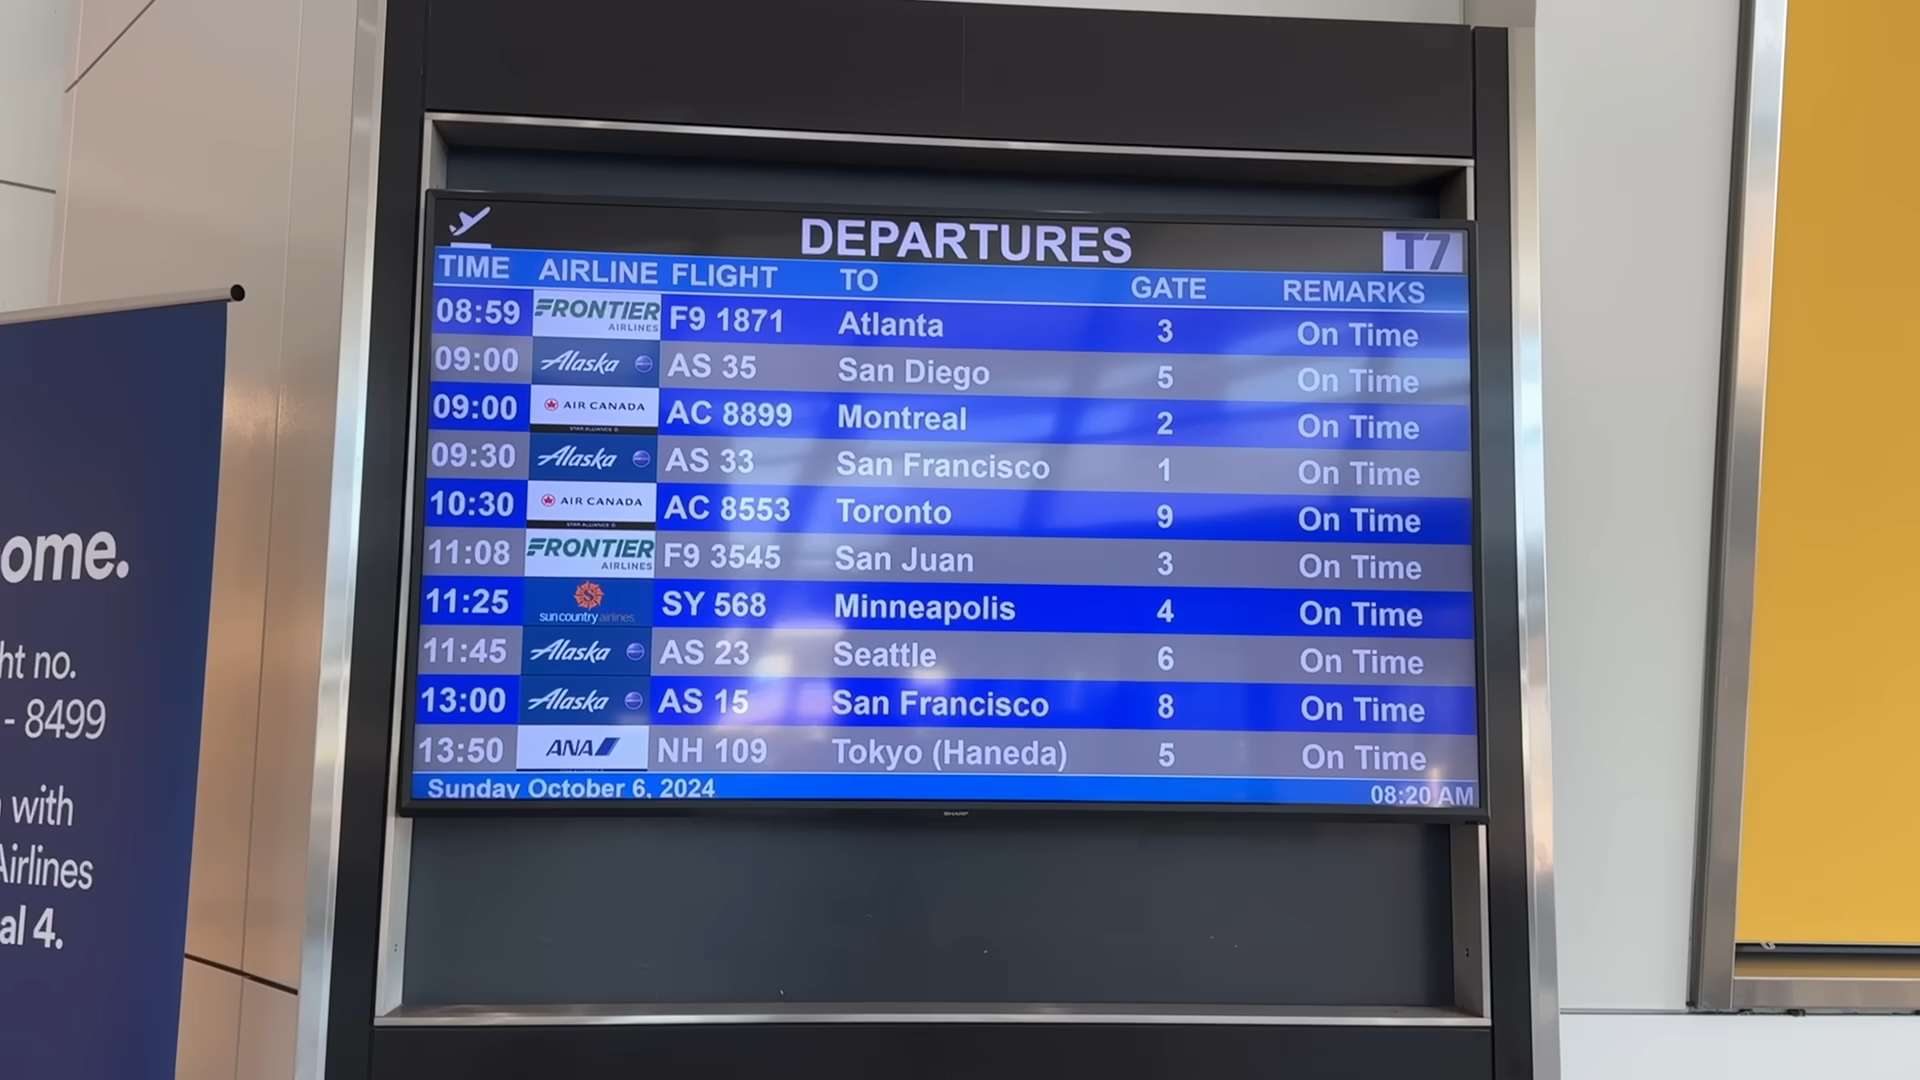 DEPARTURES T7
TIME AIRLINE FLIGHT TO GATE REMARKS
08:59 FRONTIER AIRLINES F9 1871 Atlanta 3 On Time
09:00 Alaska AS 35 San Diego 5 On Time
09:00 AIR CANADA STAR ALLIANCE AC 8899 Montreal 2 On Time
09:30 Alaska AS 33 San Francisco 1 On Time
10:30 AIR CANADA STAR ALLIANCE AC 8553 Toronto 9 On Time
11:08 FRONTIER AIRLINES F9 3545 San Juan 3 On Time
11:25 sun country airlines SY 568 Minneapolis 4 On Time
11:45 Alaska AS 23 Seattle 6 On Time
13:00 Alaska AS 15 San Francisco 8 On Time
13:50 ANA NH 109 Tokyo (Haneda) 5 On Time
Sunday October 6, 2024 08:20 AM
SHARP
ome.
ht no.
- 8499
with
Airlines
al 4.